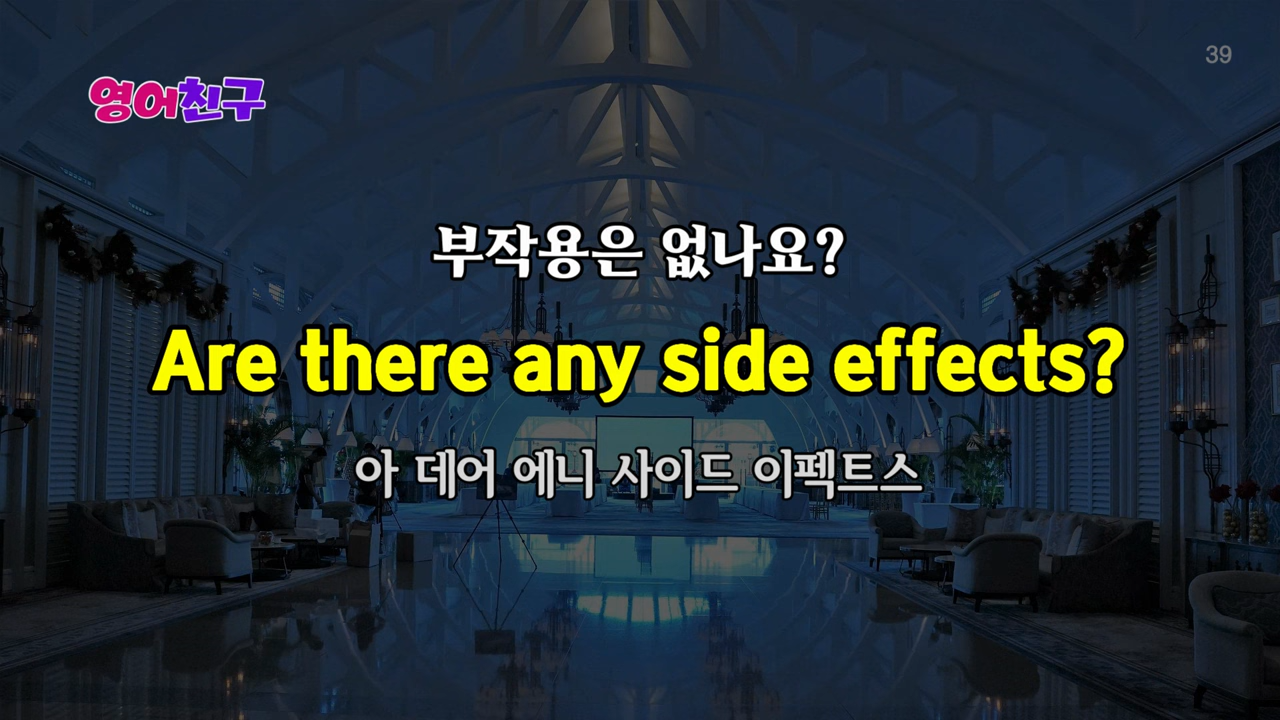 39
영어친구
부작용은 없나요?
Are there any side effects?
아 데어 에니 사이드 이펙트스